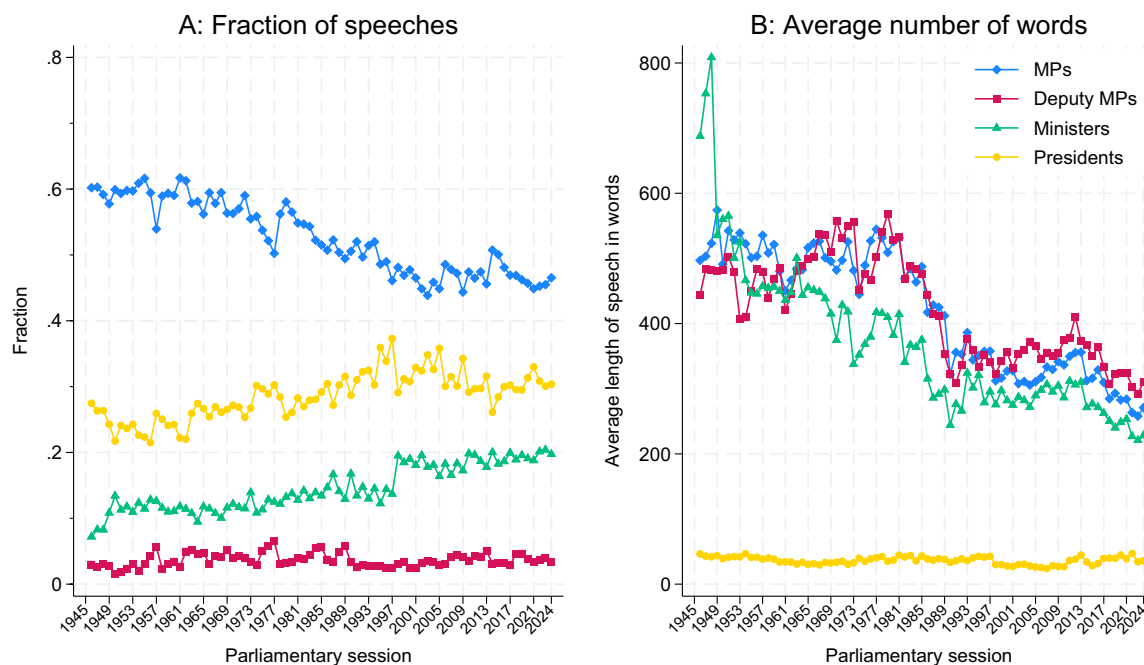 A: Fraction of speeches
Fraction
.8
.6
.4
.2
0
1945 1949 1953 1957 1961 1965 1969 1973 1977 1981 1985 1989 1993 1997 2001 2005 2009 2013 2017 2021 2024
Parliamentary session
B: Average number of words
Average length of speech in words
800
600
400
200
0
MPs
Deputy MPs
Ministers
Presidents
1945 1949 1953 1957 1961 1965 1969 1973 1977 1981 1985 1989 1993 1997 2001 2005 2009 2013 2017 2021 2024
Parliamentary session